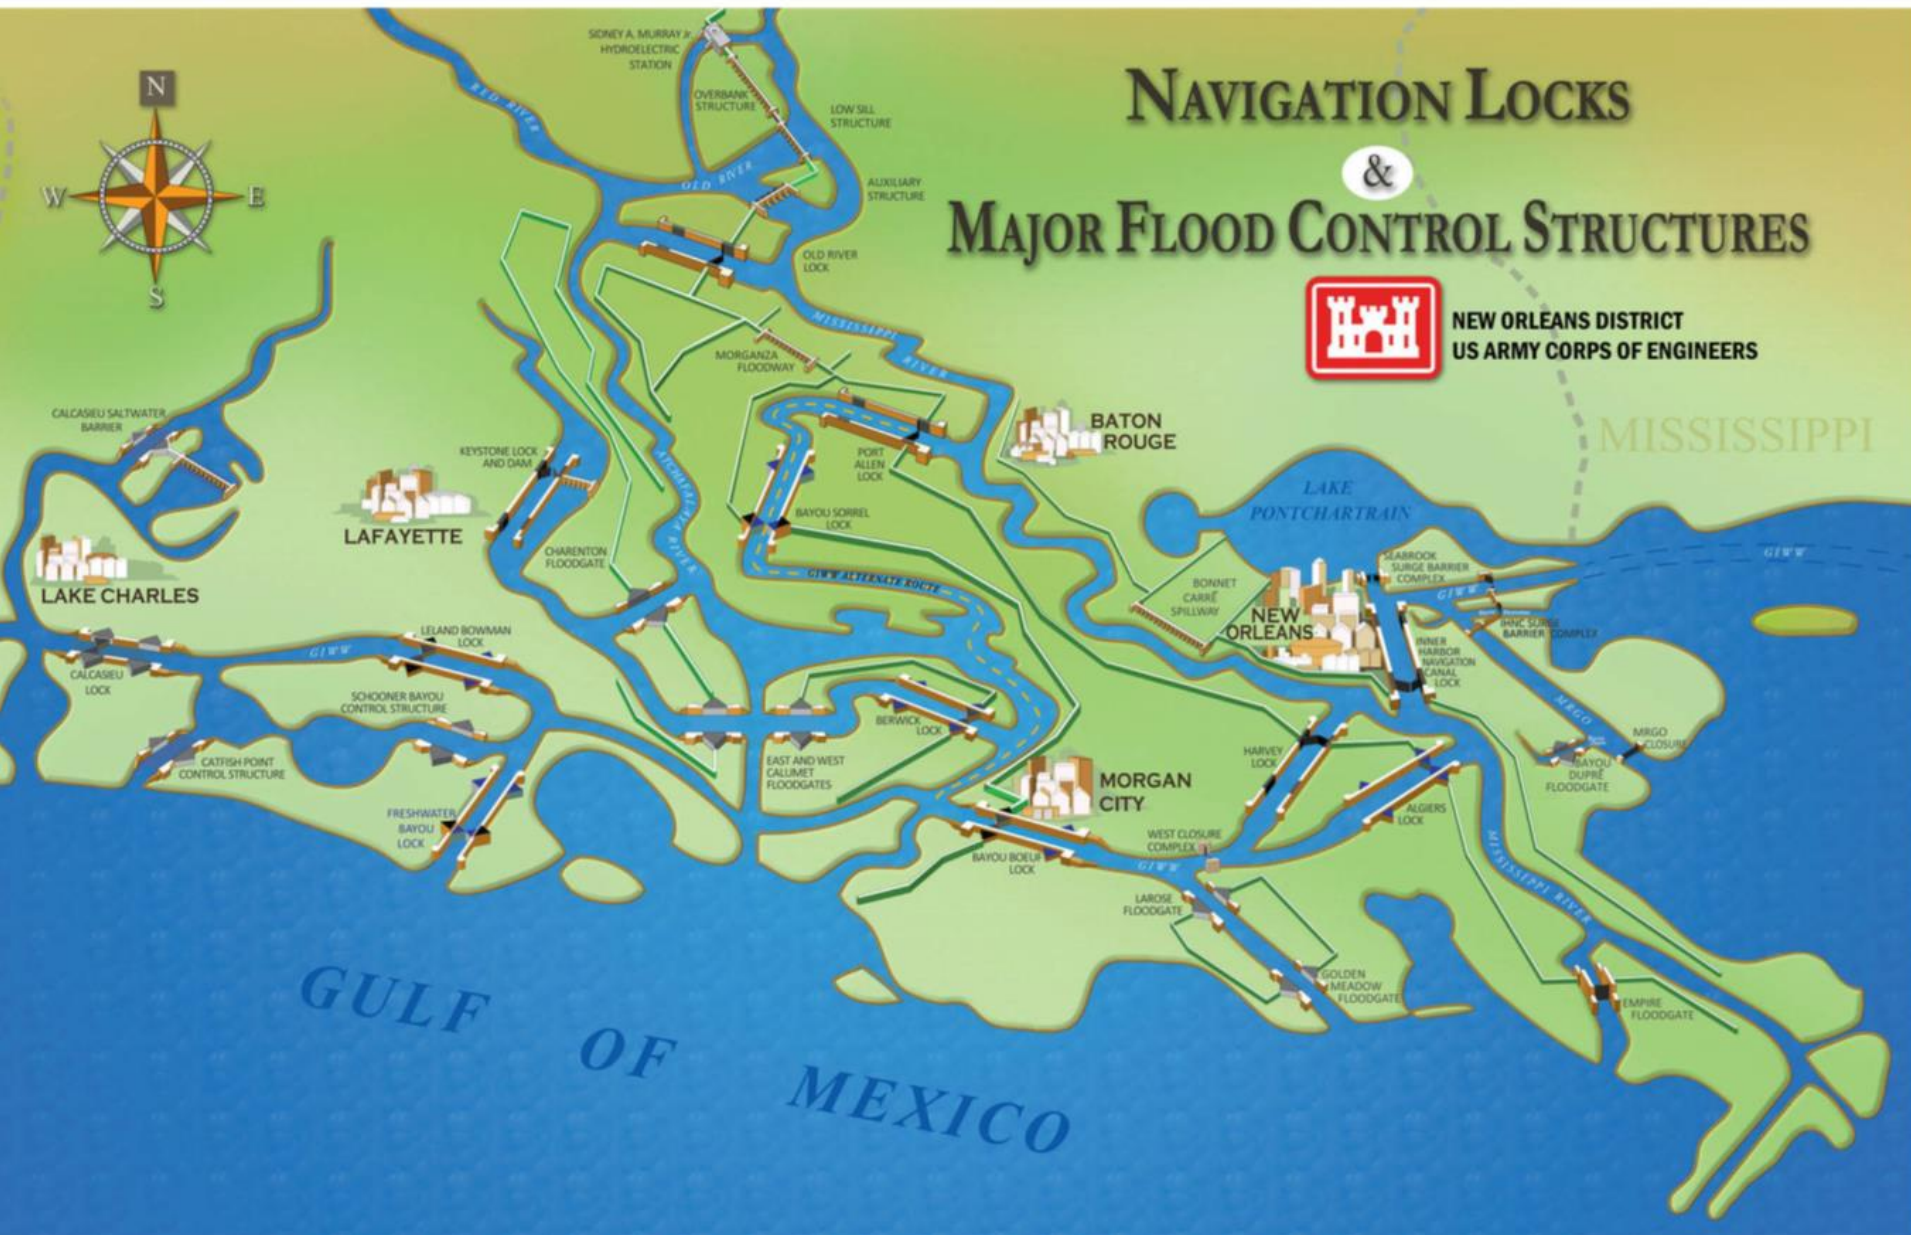 NAVIGATION LOCKS
&
MAJOR FLOOD CONTROL STRUCTURES
NEW ORLEANS DISTRICT
US ARMY CORPS OF ENGINEERS
N
W
E
S
SIDNEY A. MURRAY Jr.
HYDROELECTRIC
STATION
RED RIVER
OVERBANK
STRUCTURE
LOW SILL
STRUCTURE
OLD RIVER
AUXILIARY
STRUCTURE
OLD RIVER
LOCK
MISSISSIPPI
RIVER
MORGANZA
FLOODWAY
MISSISSIPPI
CALCASIEU SALTWATER
BARRIER
KEYSTONE LOCK
AND DAM
PORT
ALLEN
LOCK
BATON
ROUGE
ATCHAFALAYA
RIVER
LAFAYETTE
BAYOU SORREL
LOCK
LAKE
PONTCHARTRAIN
GIWW
CHARENTON
FLOODGATE
GIWW ALTERNATE ROUTE
SEABROOK
SURGE BARRIER
COMPLEX
BONNET
CARRÉ
SPILLWAY
GIWW
LAKE CHARLES
NEW
ORLEANS
IHNC SURGE
BARRIER COMPLEX
INNER
HARBOR
NAVIGATION
CANAL
LOCK
LELAND BOWMAN
LOCK
GIWW
CALCASIEU
LOCK
SCHOONER BAYOU
CONTROL STRUCTURE
MRGO
MRGO
CLOSURE
BERWICK
LOCK
CATFISH POINT
CONTROL STRUCTURE
EAST AND WEST
CALUMET
FLOODGATES
HARVEY
LOCK
BAYOU
DUPRÉ
FLOODGATE
MORGAN
CITY
FRESHWATER
BAYOU
LOCK
ALGIERS
LOCK
WEST CLOSURE
COMPLEX
BAYOU BOEUF
LOCK
GIWW
MISSISSIPPI RIVER
LAROSE
FLOODGATE
GOLDEN
MEADOW
FLOODGATE
EMPIRE
FLOODGATE
GULF
OF
MEXICO